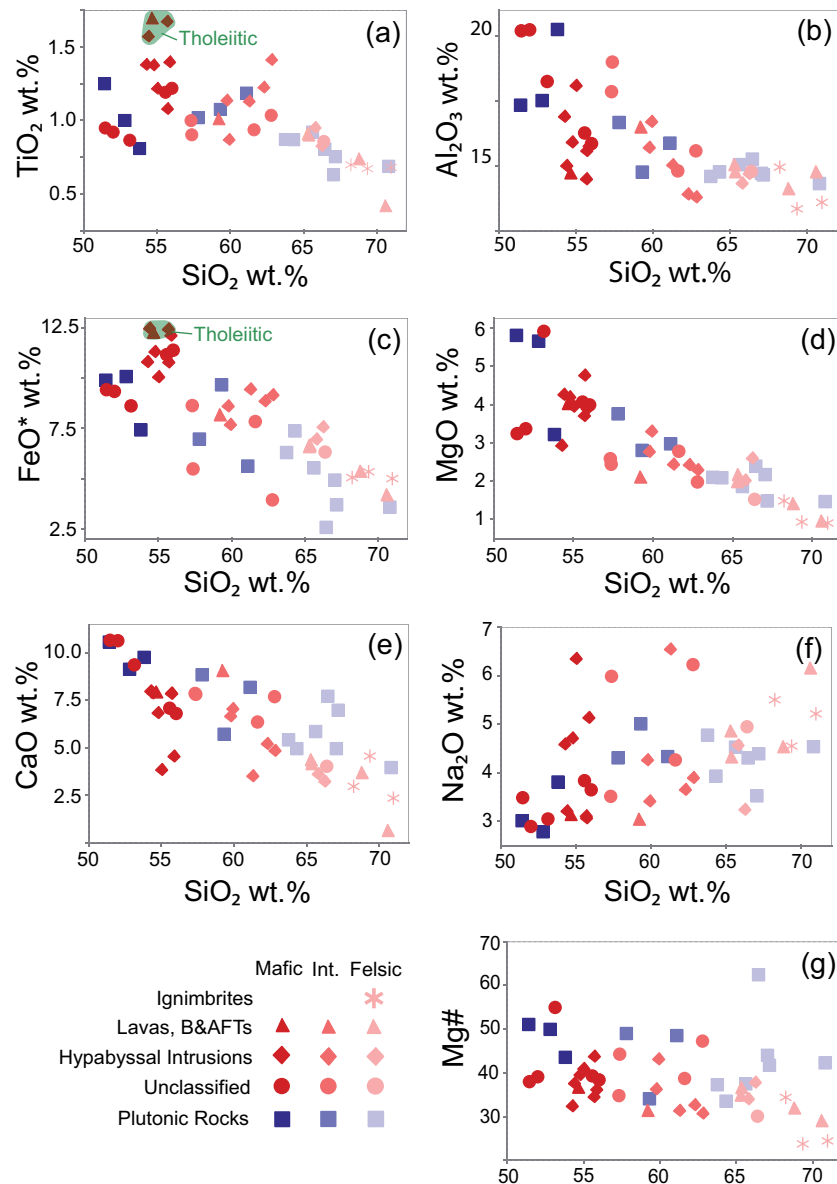 (a)
Tholeiitic
TiO2 wt.%
1.5
1.0
0.5
50 55 60 65 70
SiO2 wt.%
(b)
Al2O3 wt.%
20
15
50 55 60 65 70
SiO2 wt.%
(c)
Tholeiitic
FeO* wt.%
12.5
7.5
2.5
50 55 60 65 70
SiO2 wt.%
(d)
MgO wt.%
6
5
4
3
2
1
50 55 60 65 70
SiO2 wt.%
(e)
CaO wt.%
10.0
7.5
5.0
2.5
50 55 60 65 70
SiO2 wt.%
(f)
Na2O wt.%
7
6
5
4
3
50 55 60 65 70
SiO2 wt.%
Mafic Int. Felsic
Ignimbrites
Lavas, B&AFTs
Hypabyssal Intrusions
Unclassified
Plutonic Rocks
(g)
Mg#
70
60
50
40
30
50 55 60 65 70
SiO2 wt.%